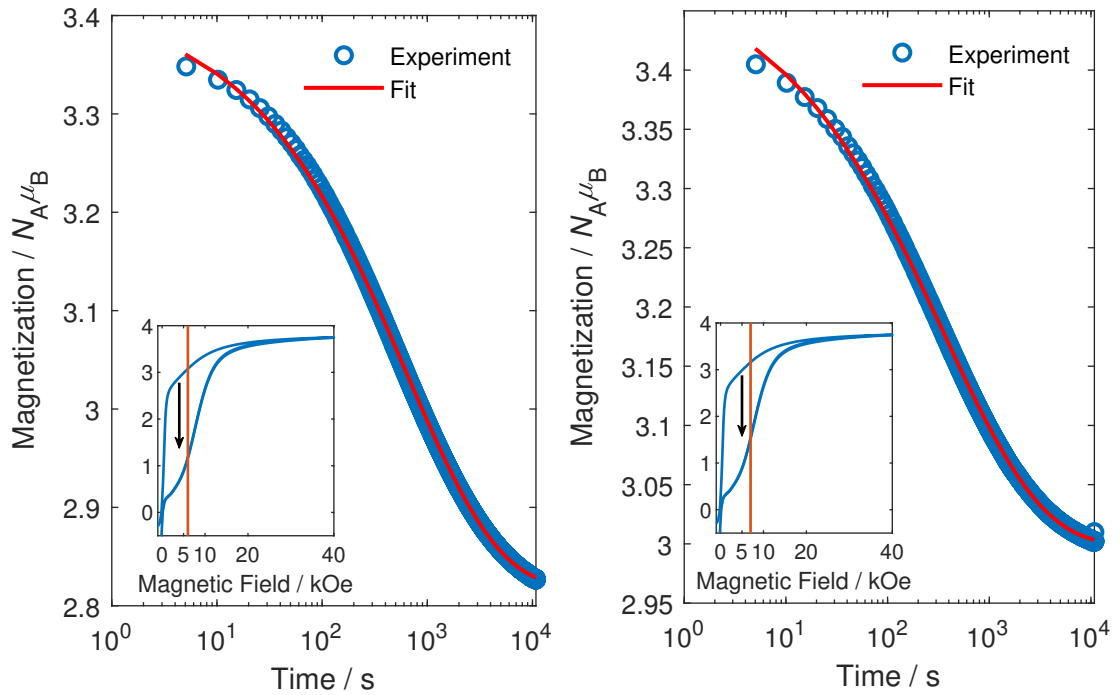 3.4
3.3
3.2
3.1
3
2.9
2.8
Magnetization / N_A μ_B
Experiment
Fit
4
3
2
1
0
0 5 10 20 40
Magnetic Field / kOe
10^0 10^1 10^2 10^3 10^4
Time / s
3.4
3.35
3.3
3.25
3.2
3.15
3.1
3.05
3
2.95
Magnetization / N_A μ_B
Experiment
Fit
4
3
2
1
0
0 5 10 20 40
Magnetic Field / kOe
10^0 10^1 10^2 10^3 10^4
Time / s